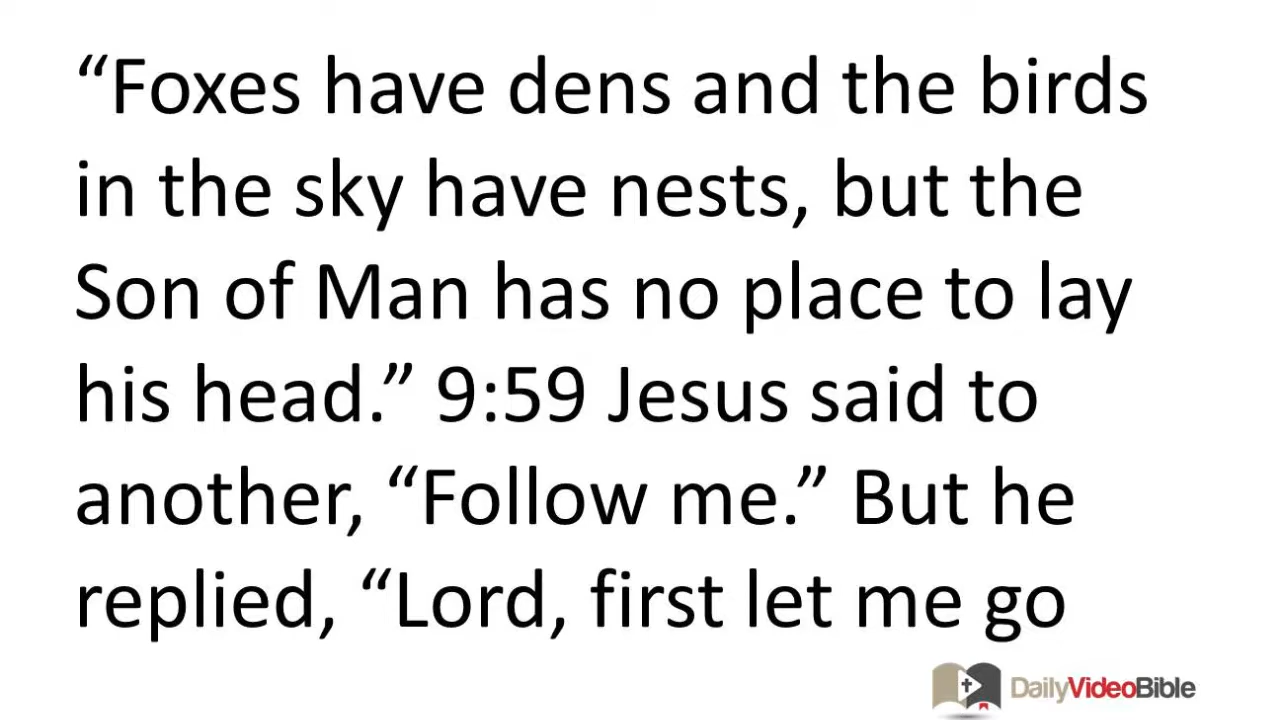 “Foxes have dens and the birds
in the sky have nests, but the
Son of Man has no place to lay
his head.” 9:59 Jesus said to
another, “Follow me.” But he
replied, “Lord, first let me go
DailyVideoBible